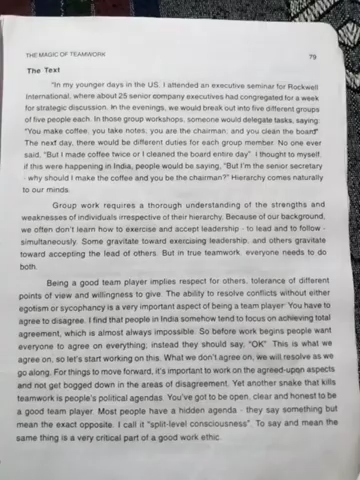 THE MAGIC OF TEAMWORK
79
The Text
"In my younger days in the US, I attended an executive seminar for Rockwell
International, where about 25 senior company executives had congregated for a week
for strategic discussion. In the evenings, we would break out into five different groups
of five people each. In those group workshops, someone would delegate tasks, saying:
"You make coffee, you take notes, you are the chairman; and you clean the board"
The next day, there would be different duties for each group member. No one ever
said, "But I made coffee twice or I cleaned the board entire day". I thought to myself,
if this were happening in India, people would be saying, "But I'm the senior secretary
- why should I make the coffee and you be the chairman?" Hierarchy comes naturally
to our minds.
Group work requires a thorough understanding of the strengths and
weaknesses of individuals irrespective of their hierarchy. Because of our background,
we often don't learn how to exercise and accept leadership - to lead and to follow -
simultaneously. Some gravitate toward exercising leadership, and others gravitate
toward accepting the lead of others. But in true teamwork, everyone needs to do
both.
Being a good team player implies respect for others, tolerance of different
points of view and willingness to give. The ability to resolve conflicts without either
egotism or sycophancy is a very important aspect of being a team player: You have to
agree to disagree. I find that people in India somehow tend to focus on achieving total
agreement, which is almost always impossible. So before work begins people want
everyone to agree on everything, instead they should say, "OK" This is what we
agree on, so let's start working on this. What we don't agree on, we will resolve as we
go along. For things to move forward, it's important to work on the agreed-upon aspects
and not get bogged down in the areas of disagreement. Yet another snake that kills
teamwork is people's political agendas. You've got to be open, clear and honest to be
a good team player. Most people have a hidden agenda - they say something but
mean the exact opposite. I call it "split-level consciousness". To say and mean the
same thing is a very critical part of a good work ethic.